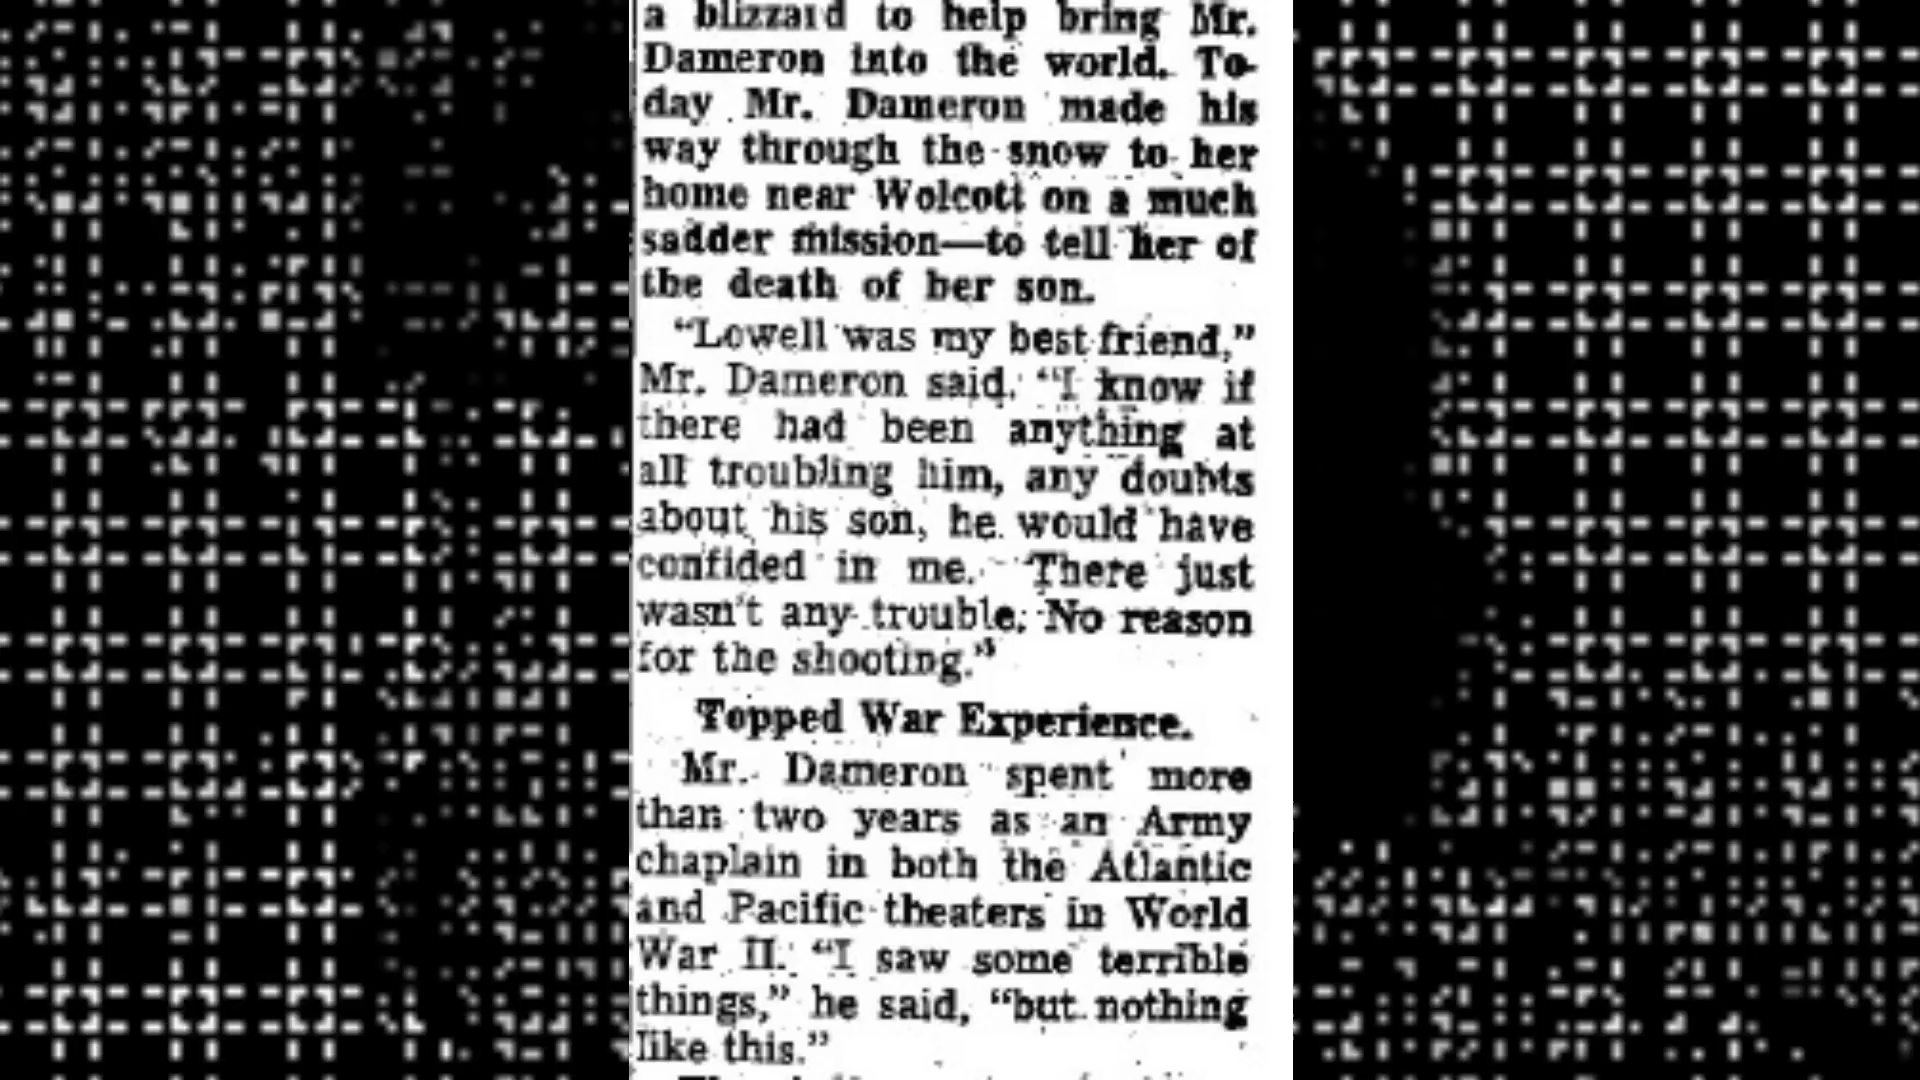 a blizzard to help bring Mr.
Dameron into the world. To-
day Mr. Dameron made his
way through the snow to her
home near Wolcott on a much
sadder mission—to tell her of
the death of her son.
"Lowell was my best friend,"
Mr. Dameron said. "I know if
there had been anything at
all troubling him, any doubts
about his son, he would have
confided in me. There just
wasn't any trouble. No reason
for the shooting."
Topped War Experience.
Mr. Dameron spent more
than two years as an Army
chaplain in both the Atlantic
and Pacific theaters in World
War II. "I saw some terrible
things," he said, "but nothing
like this."